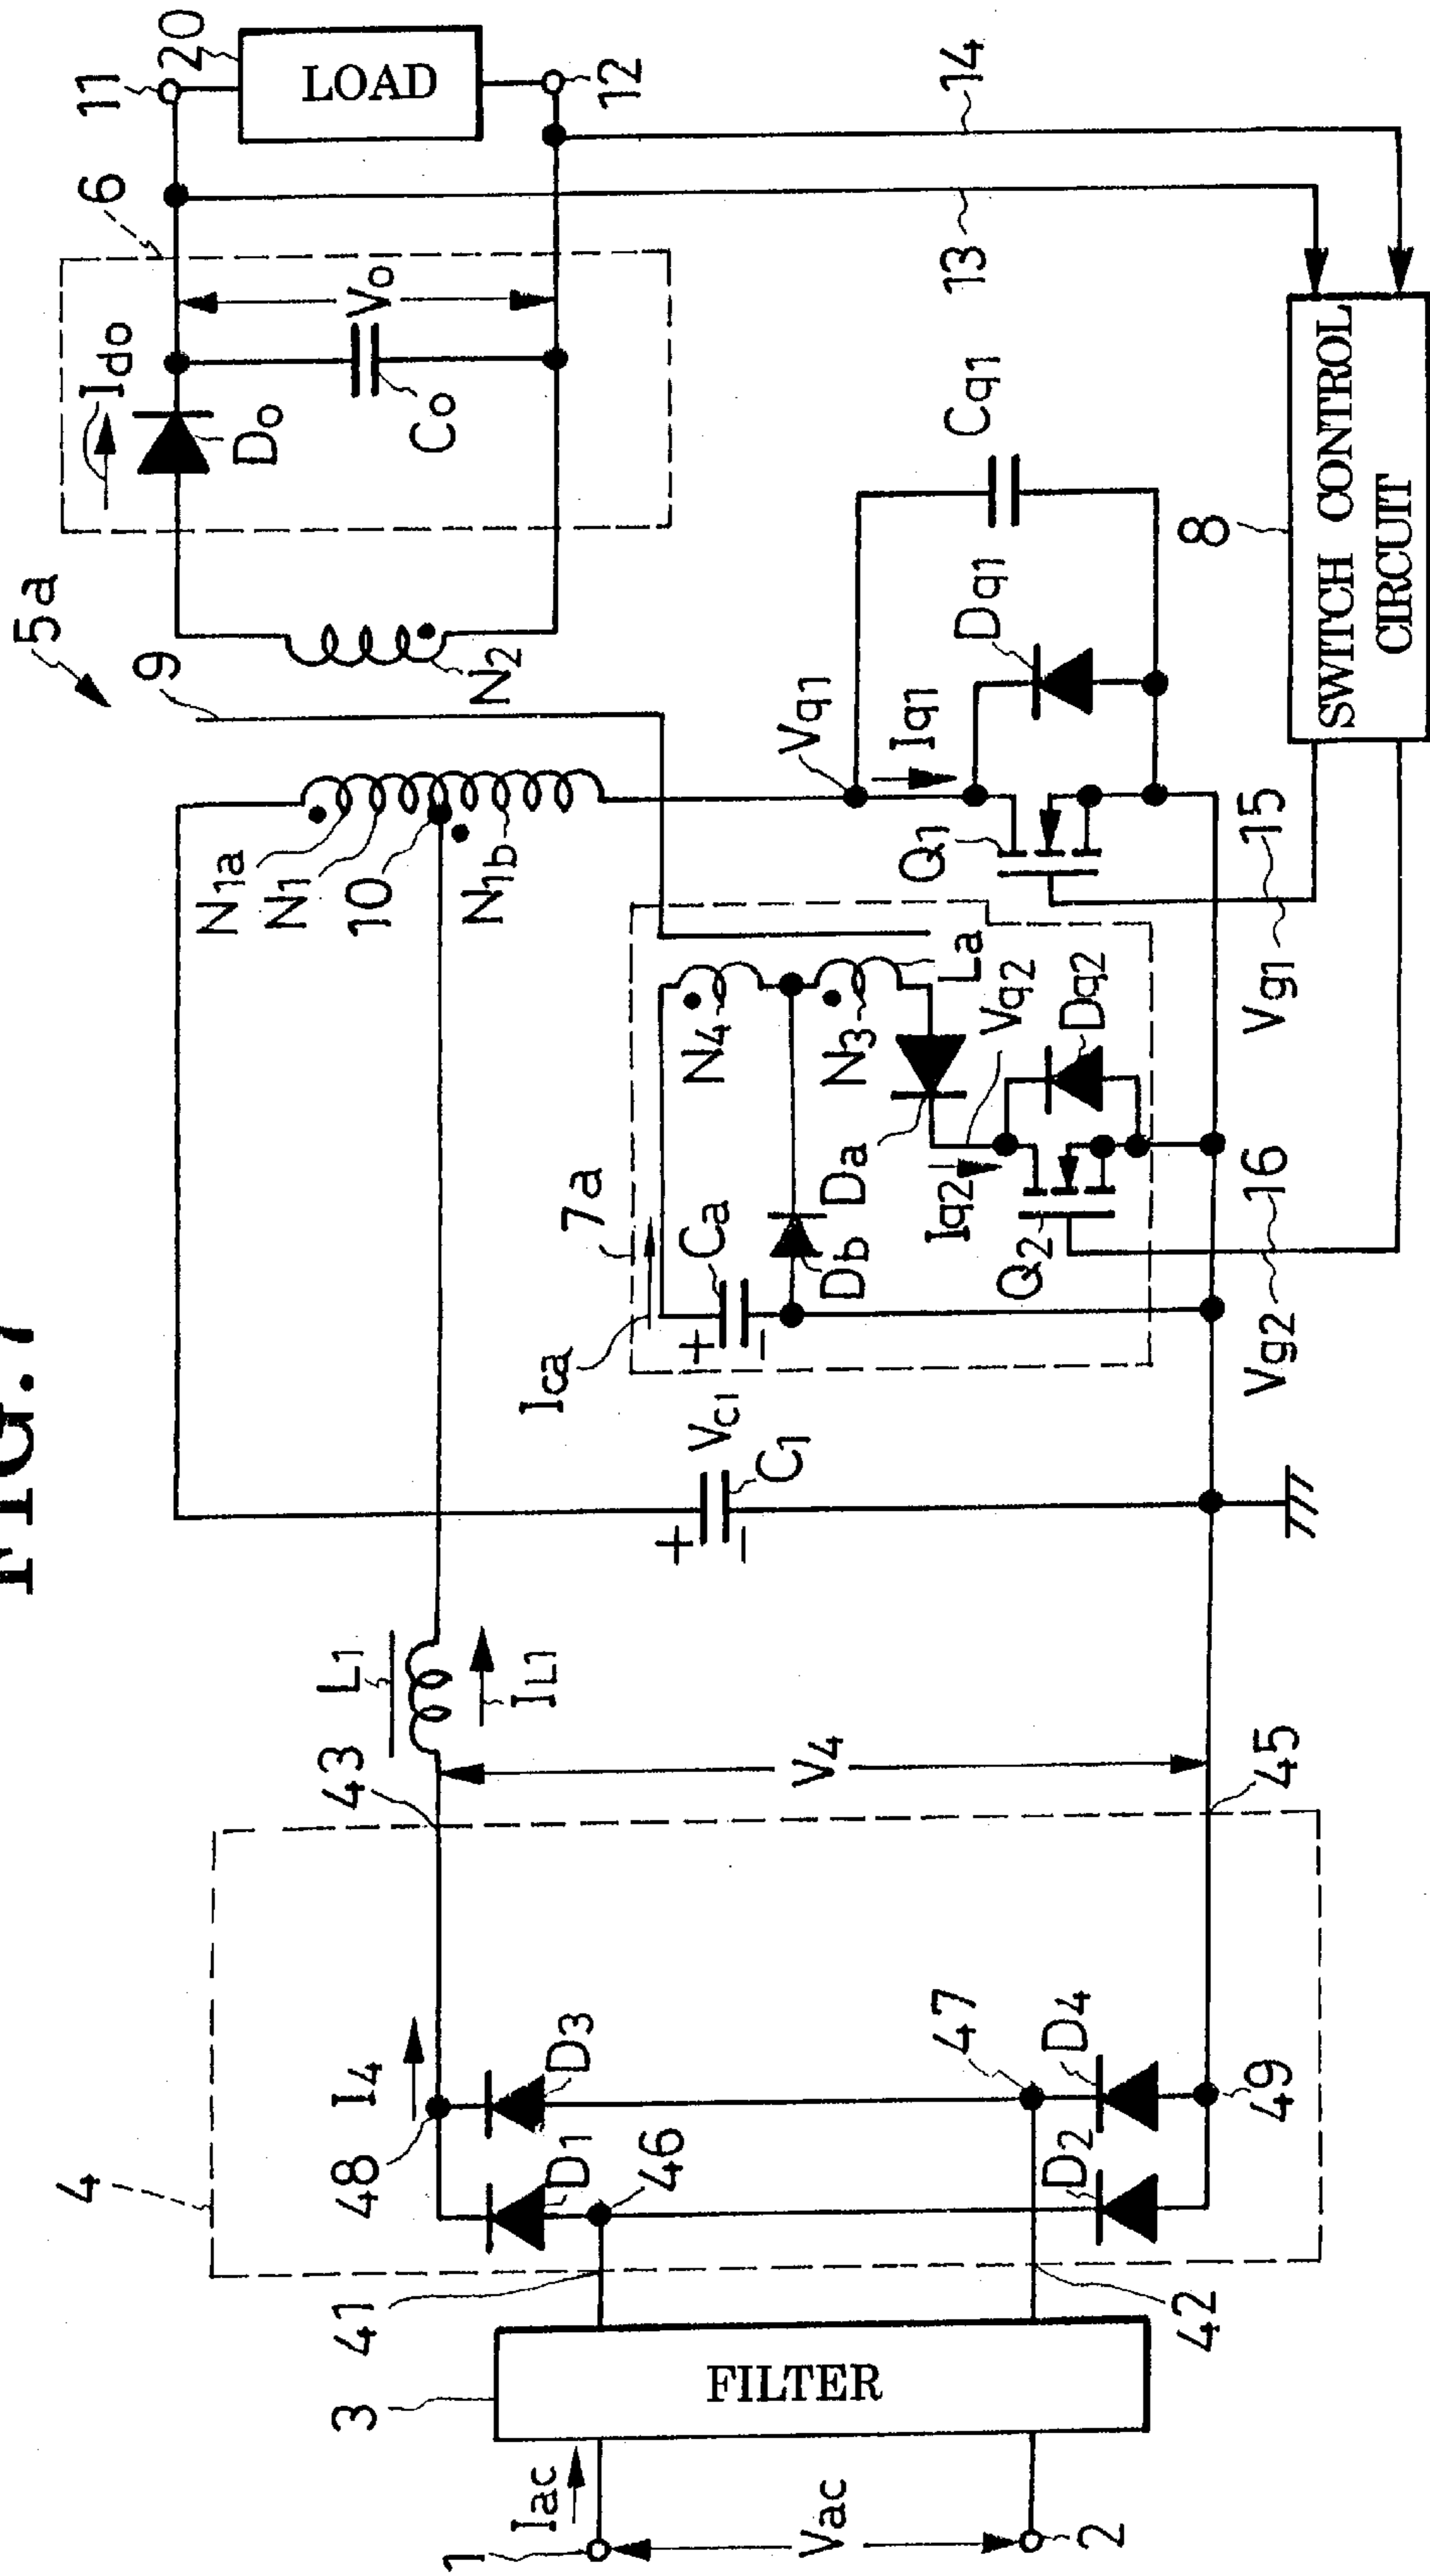 FIG. 7
5a
9
6
11
20
LOAD
12
Ido
Do
Vo
Co
N2
N1a
N1
10
N1b
13
14
Vq1
Iq1
Cq1
Dq1
Q1
8
SWITCH CONTROL
CIRCUIT
15
Vg1
16
Vg2
7a
Ica
Ca
+
−
N4
N3
La
Db
Da
Vq2
Iq2
Dq2
Q2
VC1
C1
+
−
L1
IL1
43
V4
45
4
I4
48
D3
D1
46
47
D4
D2
49
41
42
3
FILTER
Iac
1
Vac
2